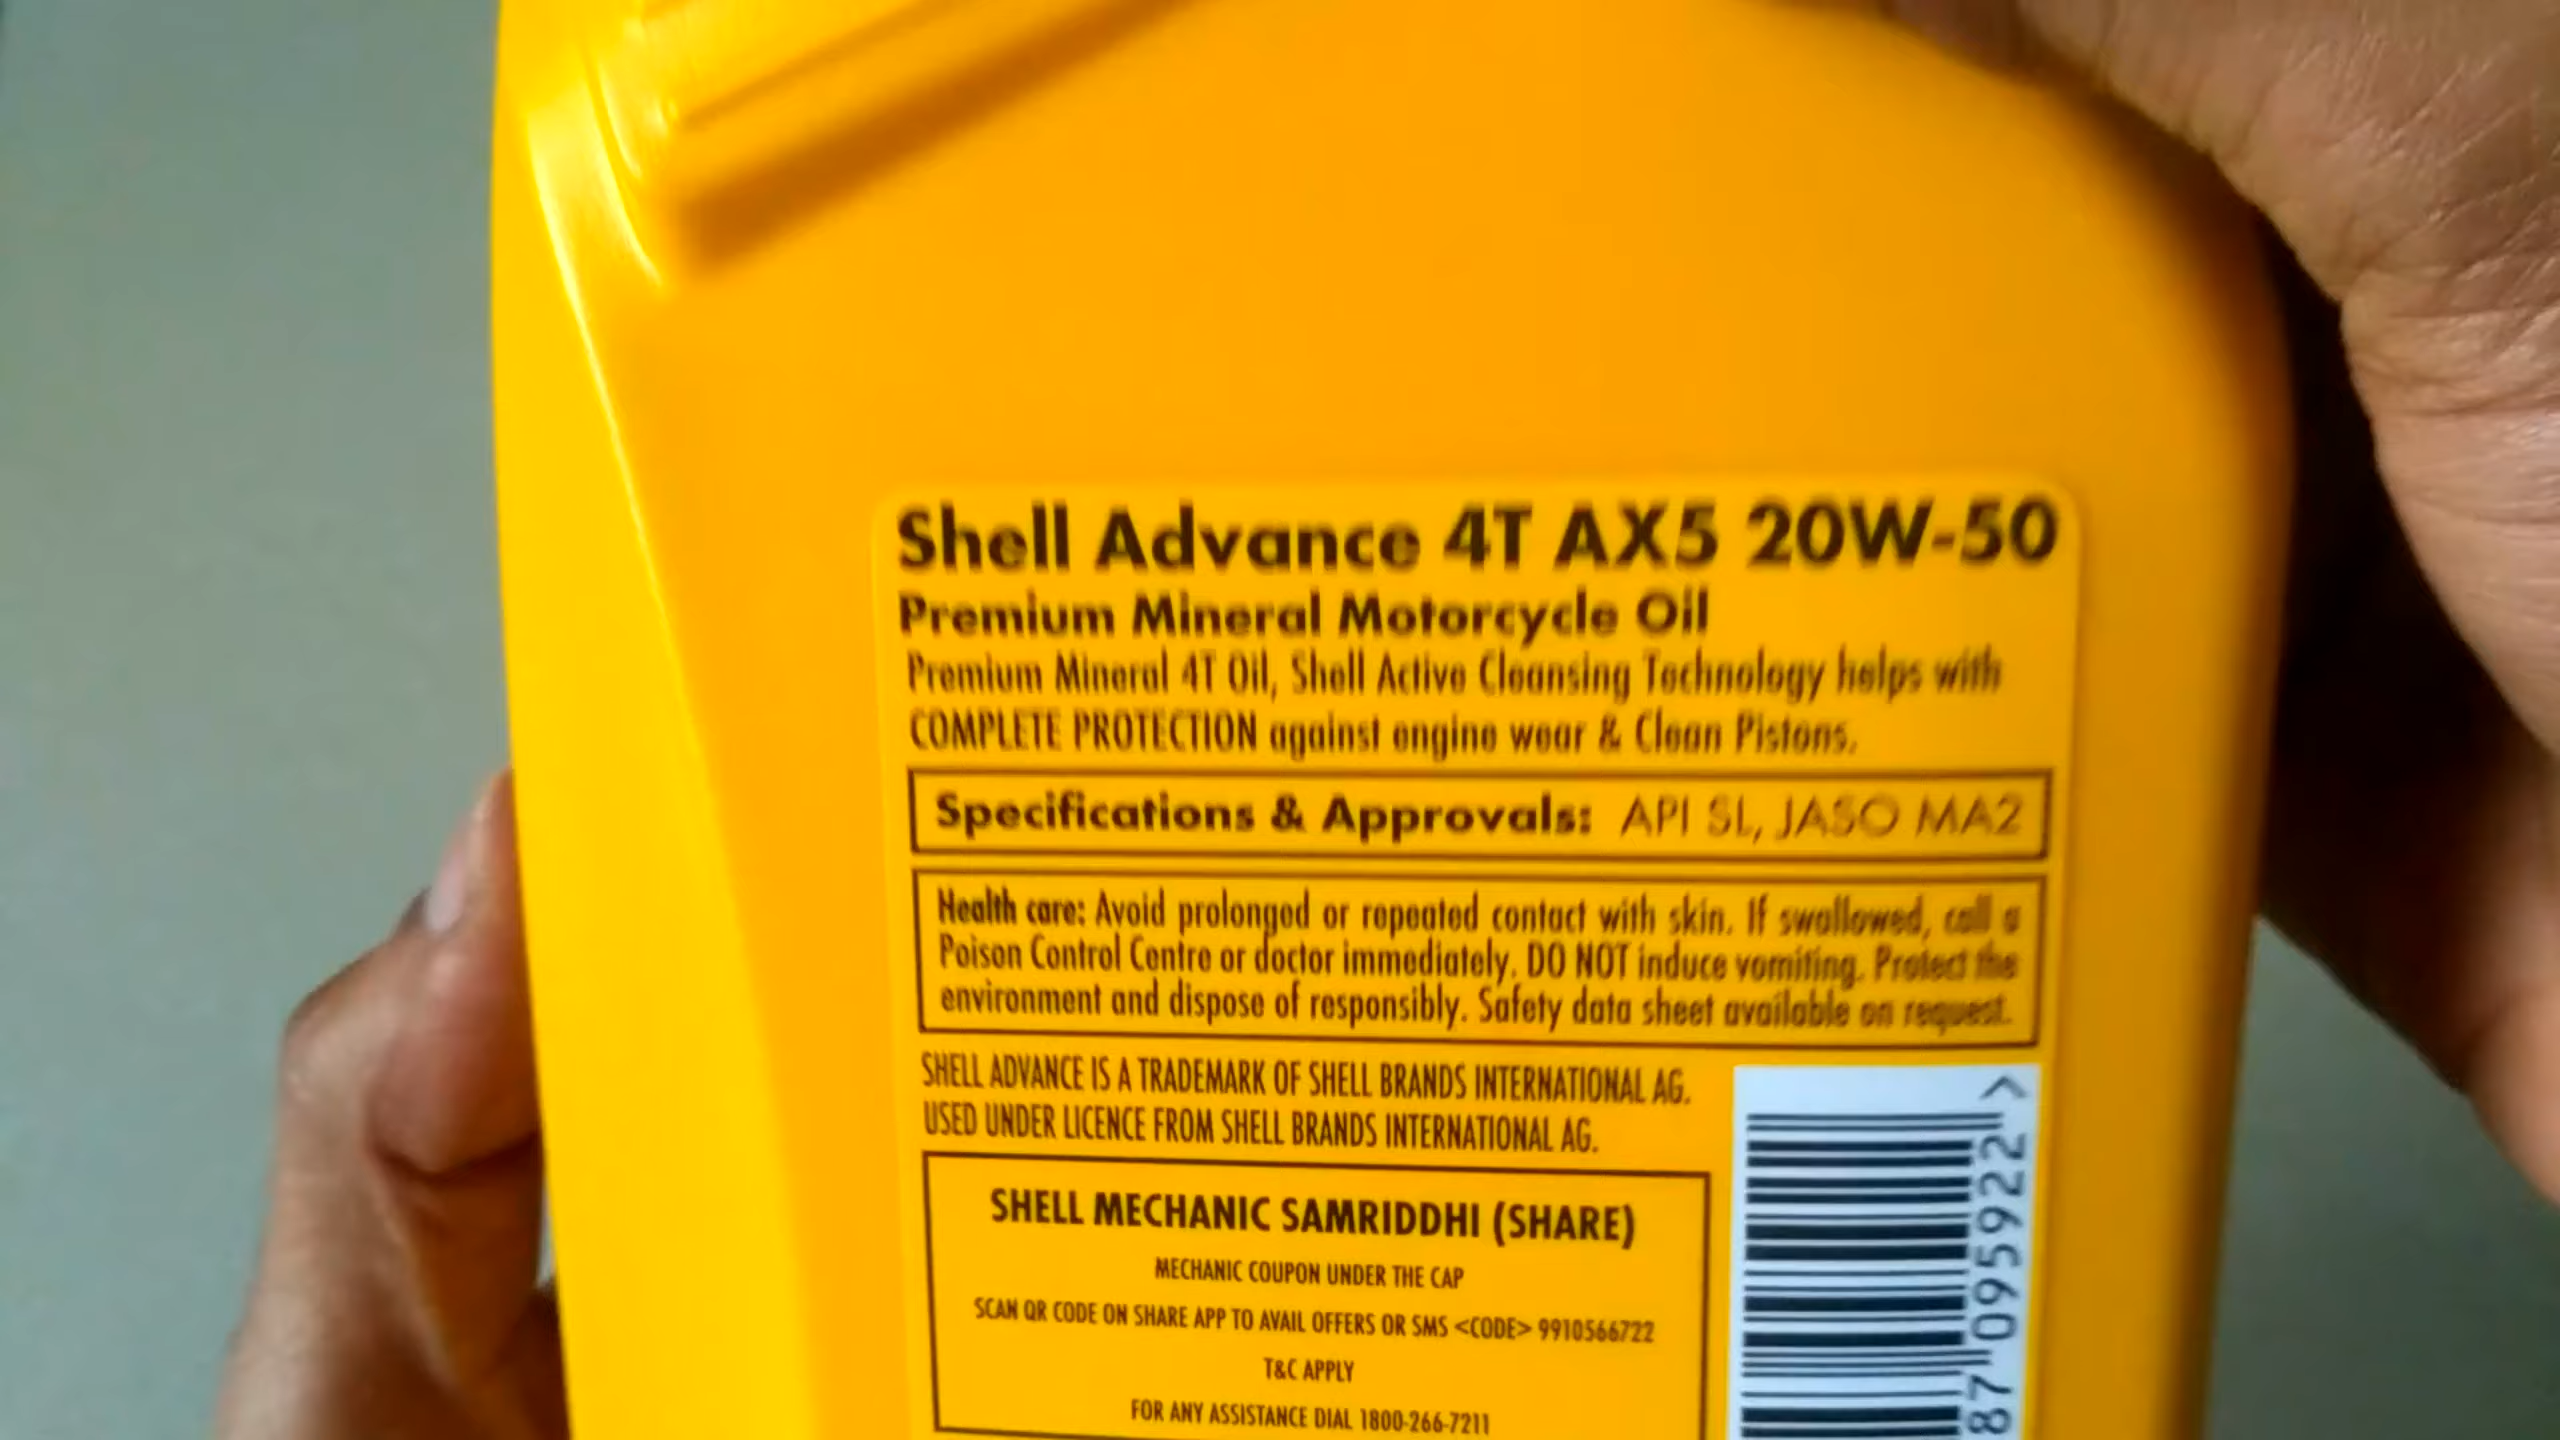 Shell Advance 4T AX5 20W-50
Premium Mineral Motorcycle Oil
Premium Mineral 4T Oil, Shell Active Cleansing Technology helps with
COMPLETE PROTECTION against engine wear & Clean Pistons.
Specifications & Approvals: API SL, JASO MA2
Health care: Avoid prolonged or repeated contact with skin. If swallowed, call a
Poison Control Centre or doctor immediately. DO NOT induce vomiting. Protect the
environment and dispose of responsibly. Safety data sheet available on request.
SHELL ADVANCE IS A TRADEMARK OF SHELL BRANDS INTERNATIONAL AG.
USED UNDER LICENCE FROM SHELL BRANDS INTERNATIONAL AG.
SHELL MECHANIC SAMRIDDHI (SHARE)
MECHANIC COUPON UNDER THE CAP
SCAN QR CODE ON SHARE APP TO AVAIL OFFERS OR SMS <CODE> 9910566722
T&C APPLY
FOR ANY ASSISTANCE DIAL 1800-266-7211
87 095922 >